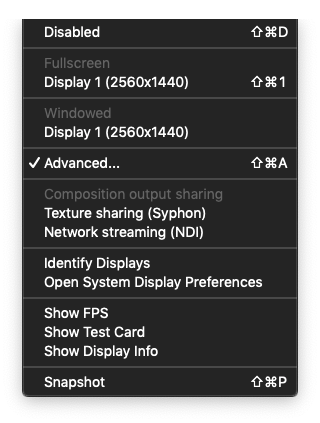 Disabled ⇧⌘D
Fullscreen
Display 1 (2560x1440) ⇧⌘1
Windowed
Display 1 (2560x1440)
✓ Advanced... ⇧⌘A
Composition output sharing
Texture sharing (Syphon)
Network streaming (NDI)
Identify Displays
Open System Display Preferences
Show FPS
Show Test Card
Show Display Info
Snapshot ⇧⌘P